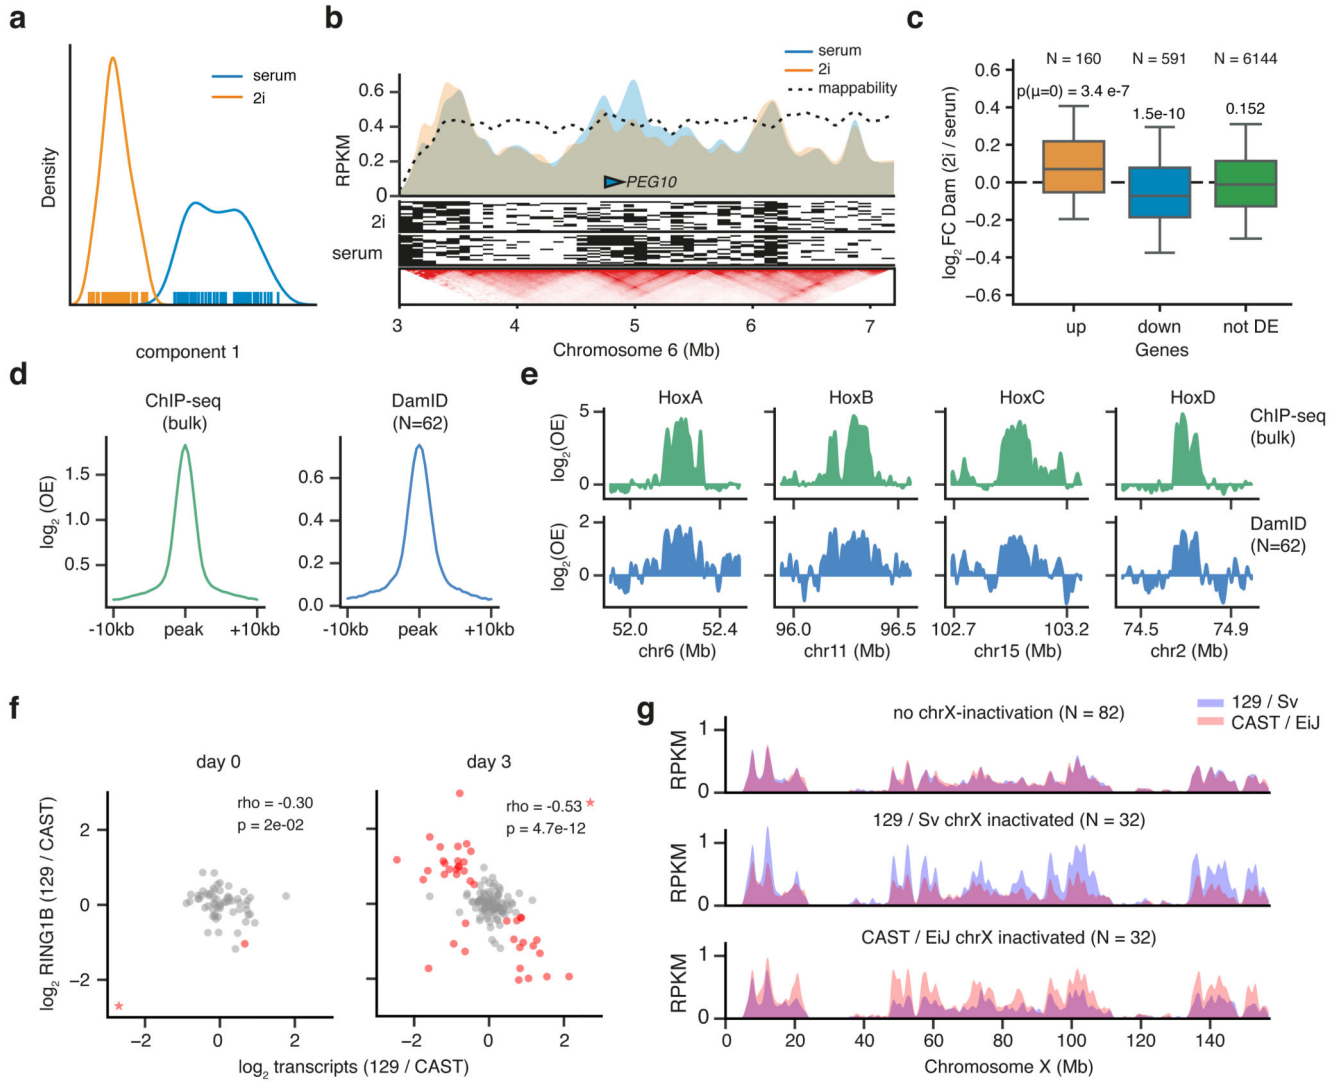 a
Density
serum
2i
component 1
b
serum
2i
mappability
RPKM
0.6
0.4
0.2
0
PEG10
2i
serum
3 4 5 6 7
Chromosome 6 (Mb)
c
N = 160 N = 591 N = 6144
p(μ=0) = 3.4 e-7
1.5e-10
0.152
log2 FC Dam (2i / serun)
0.6
0.4
0.2
0.0
−0.2
−0.4
−0.6
up down not DE
Genes
d
ChIP-seq
(bulk)
log2 (OE)
1.5
1.0
0.5
-10kb peak +10kb
DamID
(N=62)
0.6
0.4
0.2
0.0
-10kb peak +10kb
e
HoxA HoxB HoxC HoxD
ChIP-seq
(bulk)
log2(OE)
5
0
DamID
(N=62)
log2(OE)
2
0
52.0 52.4 96.0 96.5 102.7 103.2 74.5 74.9
chr6 (Mb) chr11 (Mb) chr15 (Mb) chr2 (Mb)
f
day 0
rho = -0.30
p = 2e-02
day 3
rho = -0.53
p = 4.7e-12
log2 RING1B (129 / CAST)
2
0
−2
−2 0 2 −2 0 2
log2 transcripts (129 / CAST)
g
129 / Sv
CAST / EiJ
no chrX-inactivation (N = 82)
RPKM
1
0
129 / Sv chrX inactivated (N = 32)
RPKM
1
0
CAST / EiJ chrX inactivated (N = 32)
RPKM
1
0
0 20 40 60 80 100 120 140
Chromosome X (Mb)